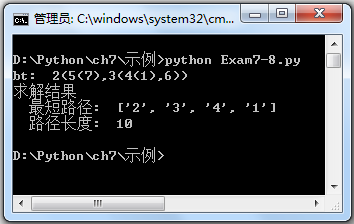 管理员: C:\windows\system32\cm...
D:\Python\ch7\示例>python Exam7-8.py
bt: 2(5(7),3(4(1),6))
求解结果
最短路径: ['2', '3', '4', '1']
路径长度: 10
D:\Python\ch7\示例>